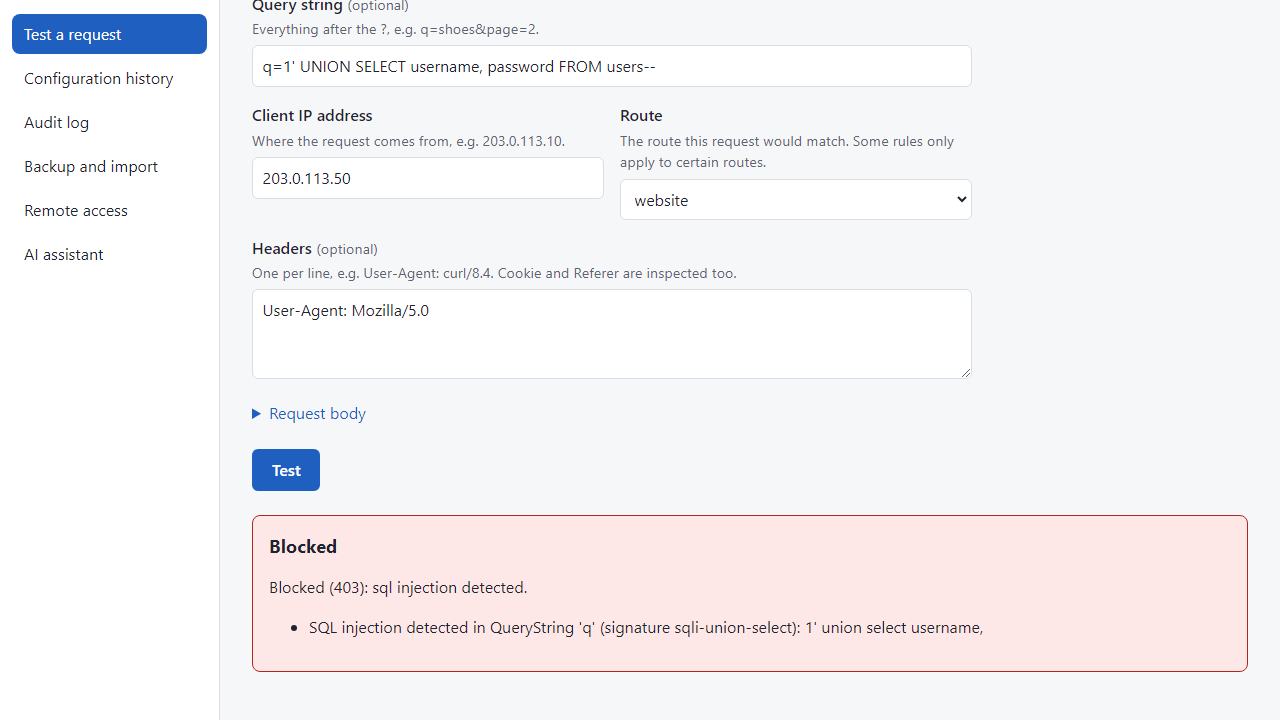 Test a request
Configuration history
Audit log
Backup and import
Remote access
AI assistant
Query string (optional)
Everything after the ?, e.g. q=shoes&page=2.
q=1' UNION SELECT username, password FROM users--
Client IP address
Where the request comes from, e.g. 203.0.113.10.
203.0.113.50
Route
The route this request would match. Some rules only
apply to certain routes.
website
Headers (optional)
One per line, e.g. User-Agent: curl/8.4. Cookie and Referer are inspected too.
User-Agent: Mozilla/5.0
Request body
Test
Blocked
Blocked (403): sql injection detected.
SQL injection detected in QueryString 'q' (signature sqli-union-select): 1' union select username,